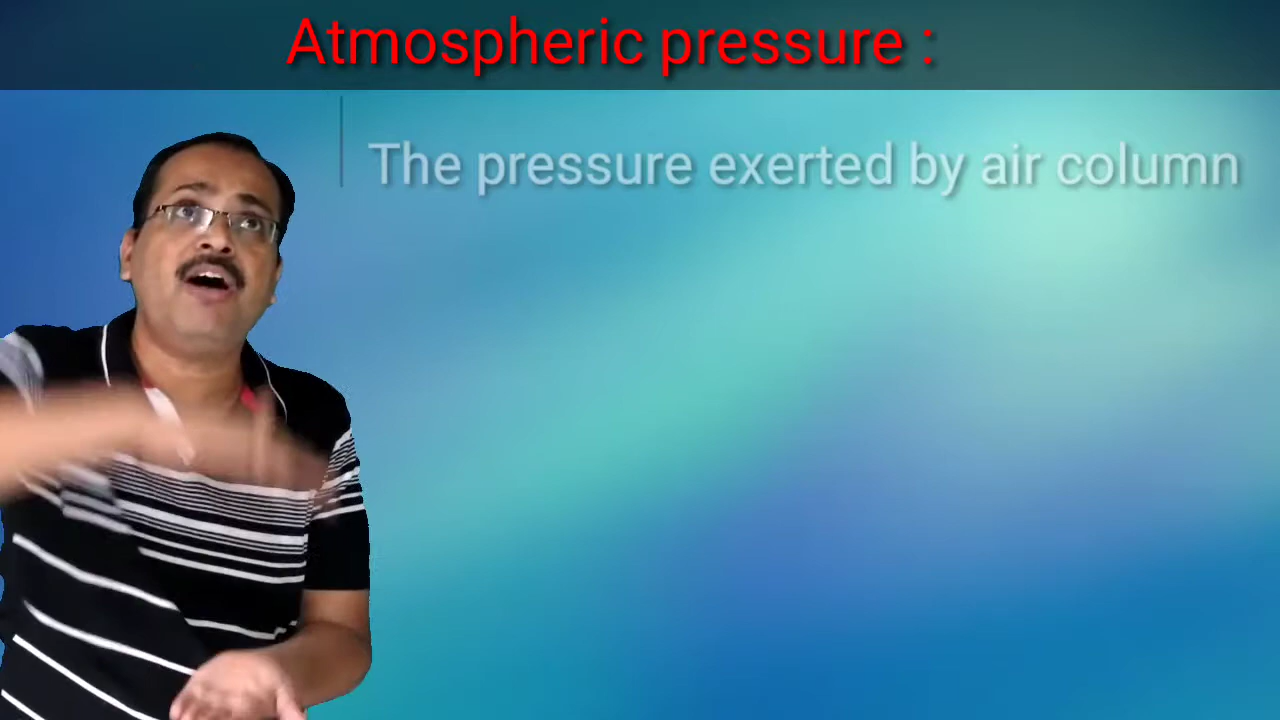 Atmospheric pressure :
The pressure exerted by air column